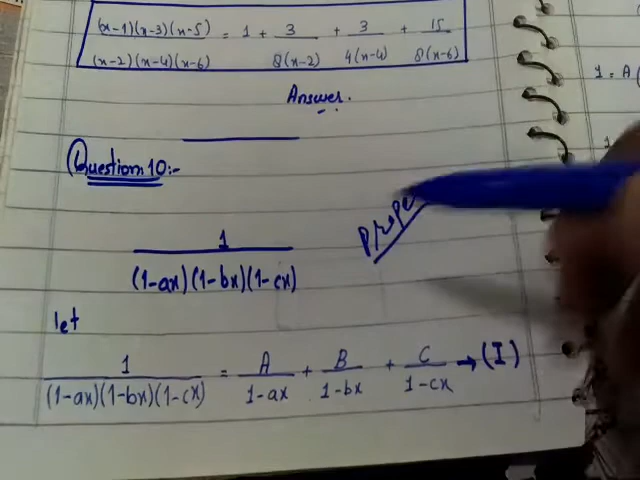 (x-1)(x-3)(x-5) / (x-2)(x-4)(x-6) = 1 + 3 / 8(x-2) + 3 / 4(x-4) + 15 / 8(x-6)
Answer.
Question 10:-
1 / (1-ax)(1-bx)(1-cx)
let
1 / (1-ax)(1-bx)(1-cx) = A / 1-ax + B / 1-bx + C / 1-cx → (I)
1 = A(